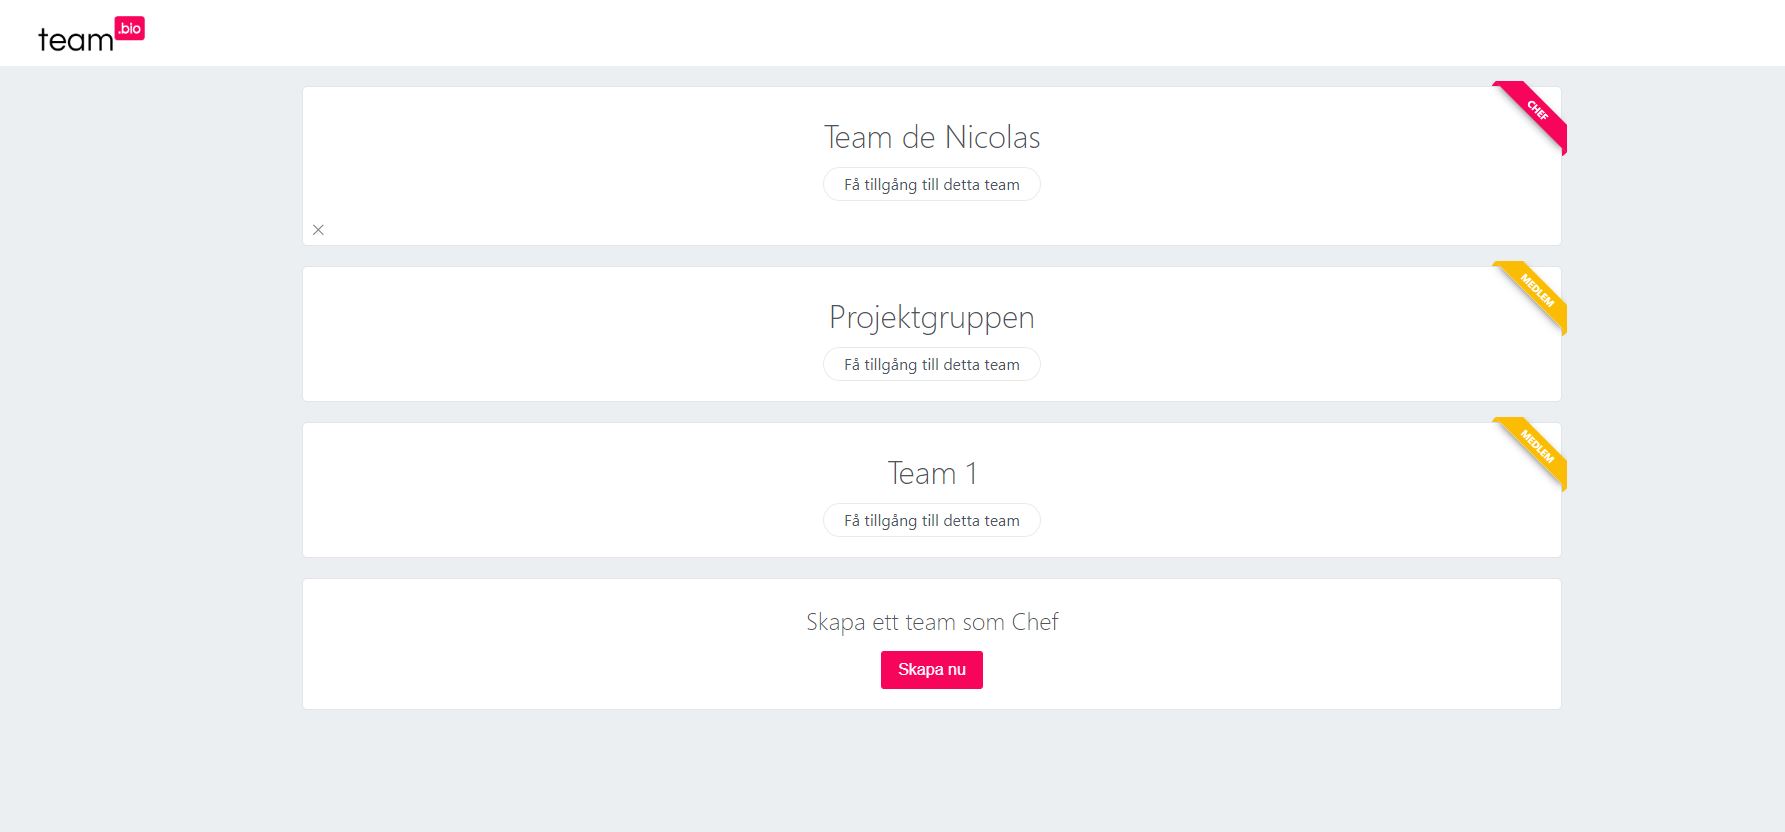 team.bio
CHEF
Team de Nicolas
Få tillgång till detta team
MEDLEM
Projektgruppen
Få tillgång till detta team
MEDLEM
Team 1
Få tillgång till detta team
Skapa ett team som Chef
Skapa nu